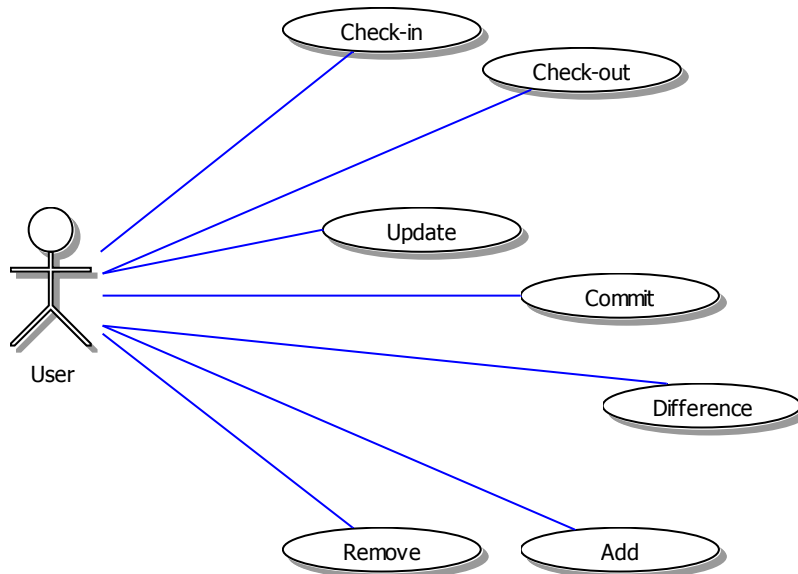 Check-in
Check-out
Update
Commit
User
Difference
Remove
Add